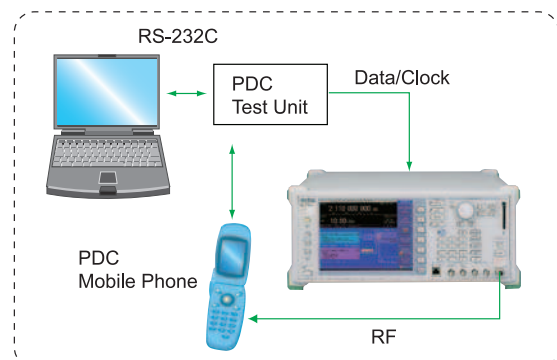 RS-232C
PDC
Test Unit
Data/Clock
PDC
Mobile Phone
RF